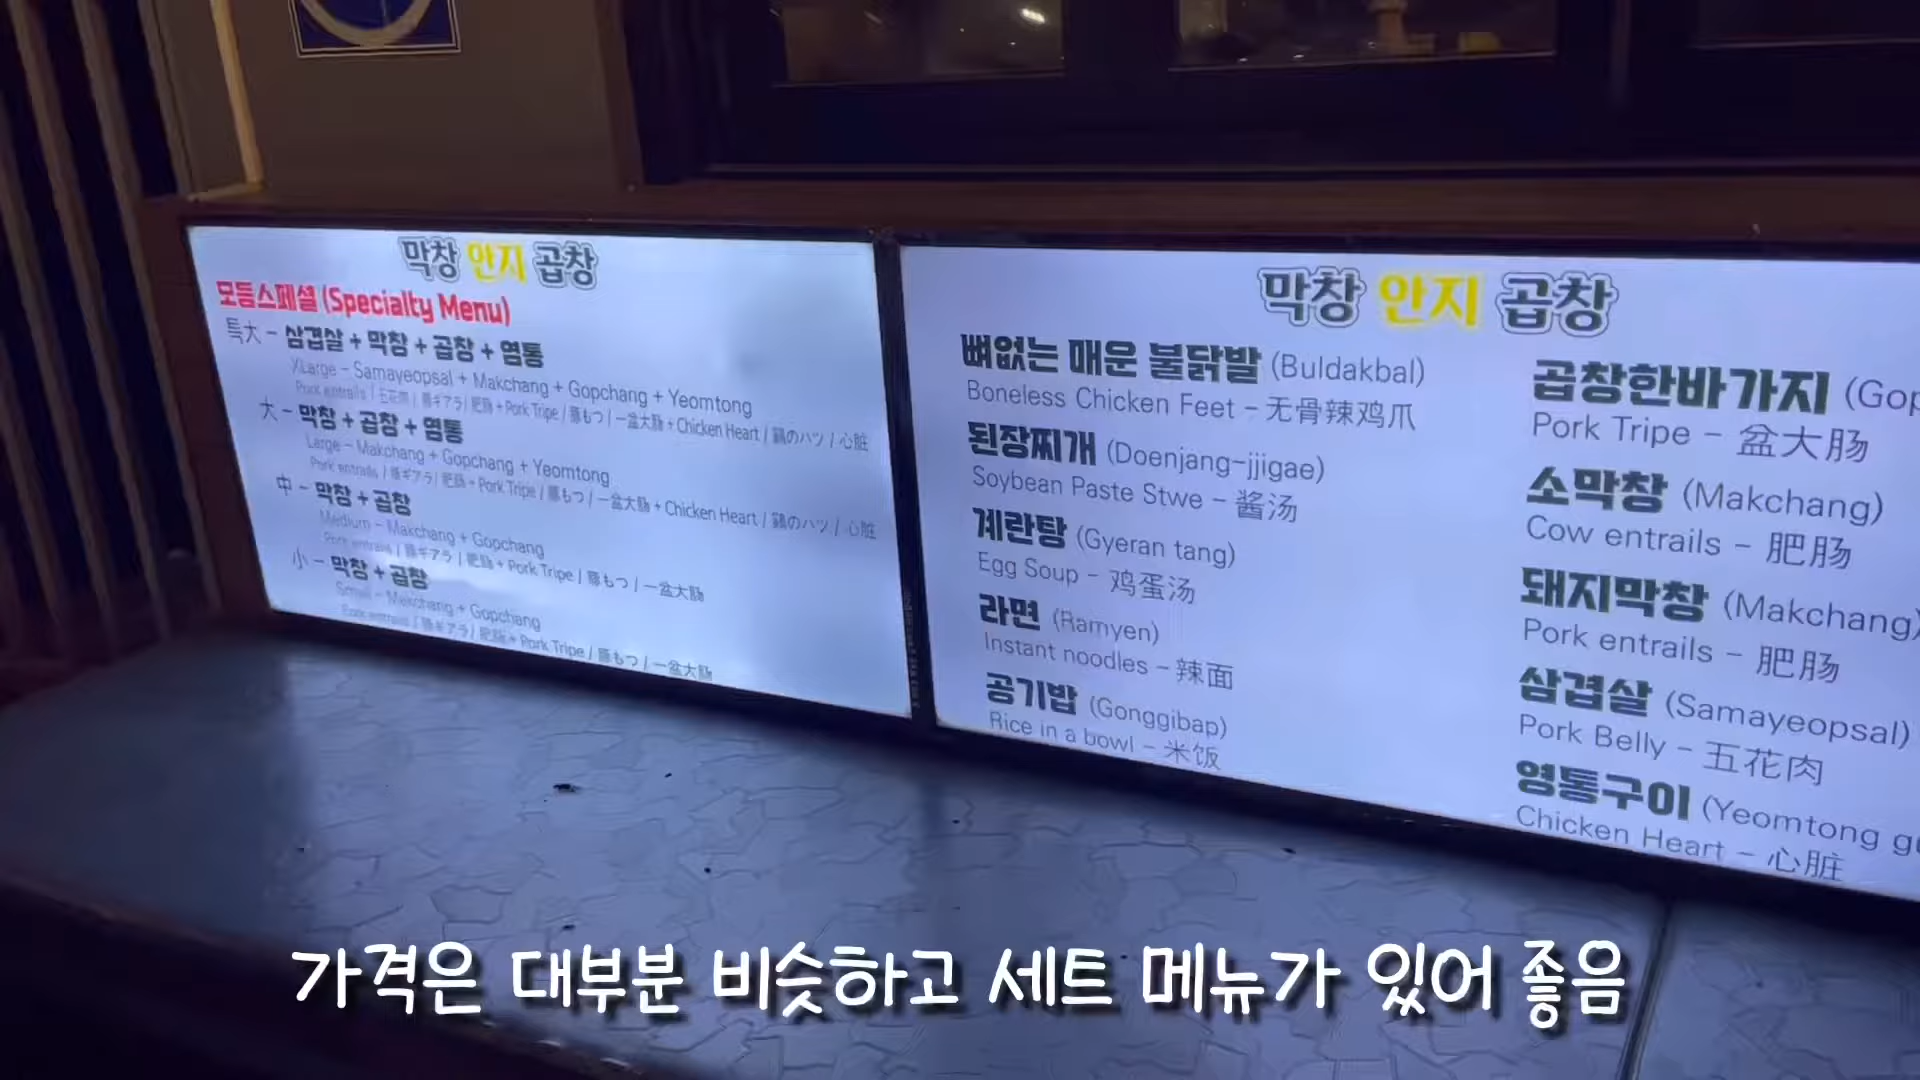 막창 안지 곱창
모듬스페셜 (Specialty Menu)
특大 - 삼겹살 + 막창 + 곱창 + 염통
XLarge - Samayeopsal + Makchang + Gopchang + Yeomtong
Pork entrails / 五花肉 / 豚ギアラ/ 肥肠 + Pork Tripe / 豚もつ / 一盆大肠 + Chicken Heart / 鶏のハツ / 心脏
大 - 막창 + 곱창 + 염통
Large - Makchang + Gopchang + Yeomtong
Pork entrails / 豚ギアラ/ 肥肠 + Pork Tripe / 豚もつ / 一盆大肠 + Chicken Heart / 鶏のハツ / 心脏
中 - 막창 + 곱창
Medium - Makchang + Gopchang
Pork entrails / 豚ギアラ / 肥肠 + Pork Tripe / 豚もつ / 一盆大肠
小 - 막창 + 곱창
Small - Makchang + Gopchang
Pork entrails / 豚ギアラ/ 肥肠 + Pork Tripe / 豚もつ / 一盆大肠
막창 안지 곱창
뼈없는 매운 불닭발 (Buldakbal)
Boneless Chicken Feet - 无骨辣鸡爪
된장찌개 (Doenjang-jjigae)
Soybean Paste Stwe - 酱汤
계란탕 (Gyeran tang)
Egg Soup - 鸡蛋汤
라면 (Ramyen)
Instant noodles - 辣面
공기밥 (Gonggibap)
Rice in a bowl - 米饭
곱창한바가지 (Gop
Pork Tripe - 盆大肠
소막창 (Makchang)
Cow entrails - 肥肠
돼지막창 (Makchang)
Pork entrails - 肥肠
삼겹살 (Samayeopsal)
Pork Belly - 五花肉
염통구이 (Yeomtong gu
Chicken Heart - 心脏
가격은 대부분 비슷하고 세트 메뉴가 있어 좋음